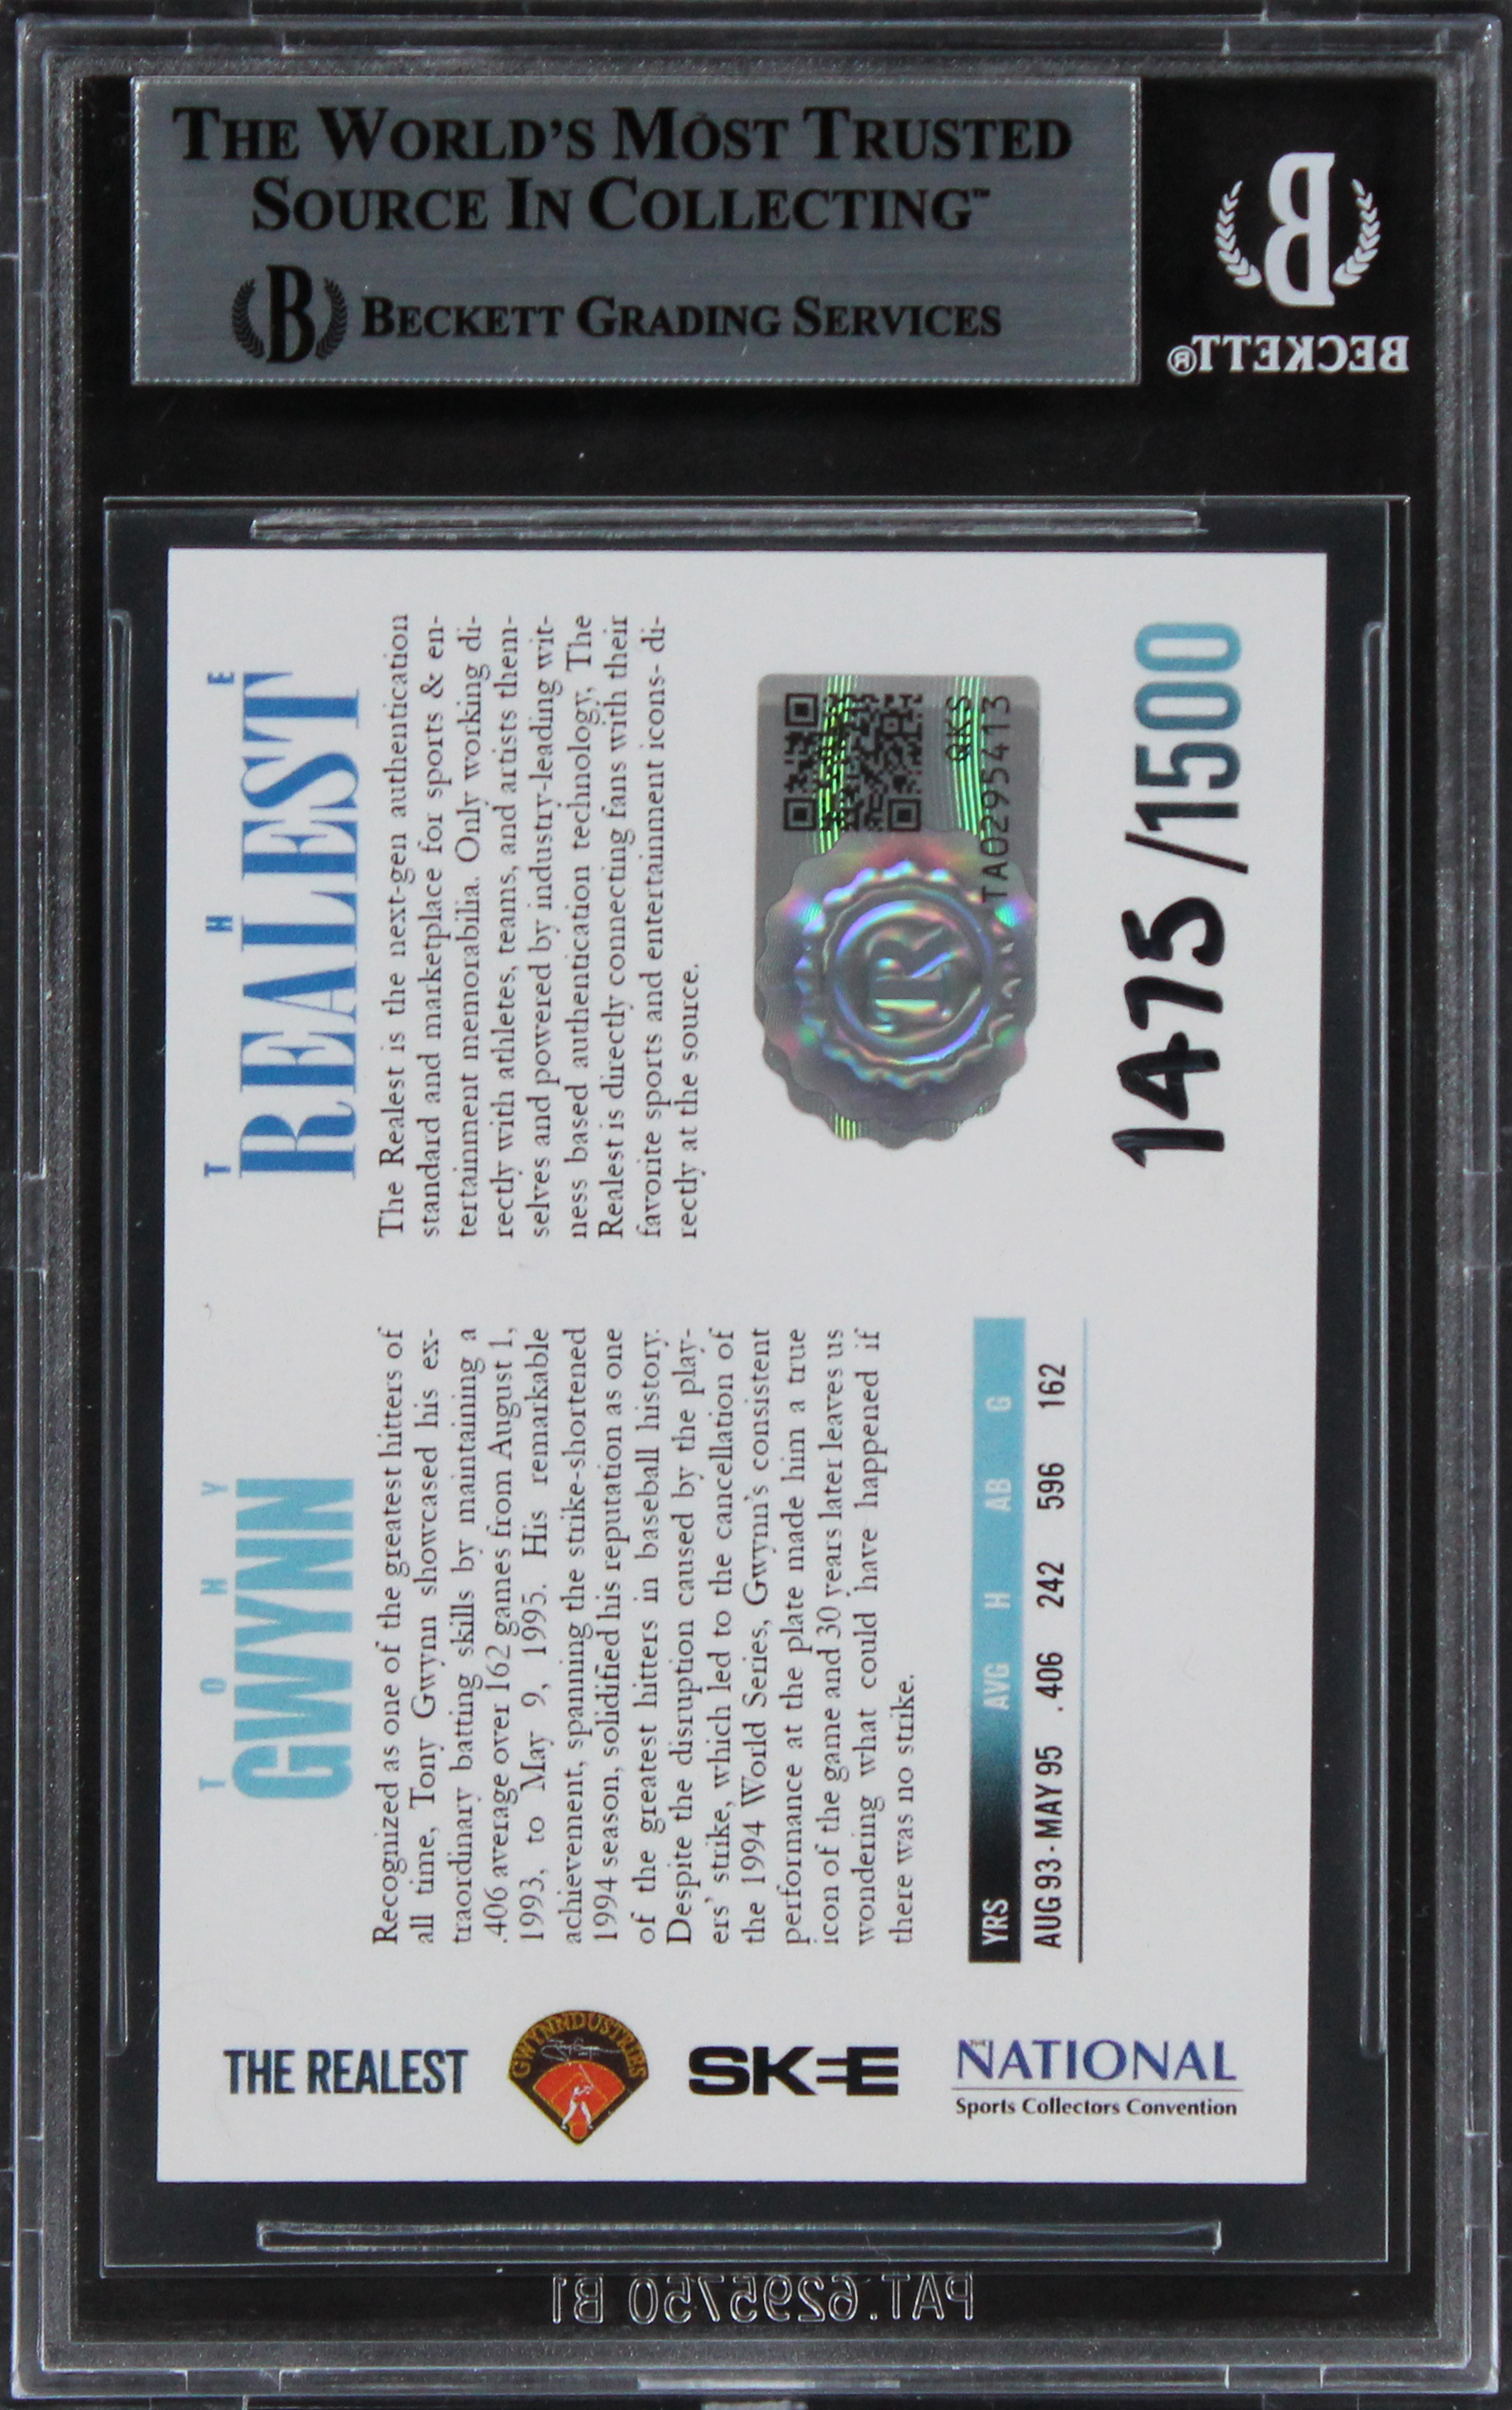 THE WORLD'S MOST TRUSTED
SOURCE IN COLLECTING™
B BECKETT GRADING SERVICES
B
BECKETT®
THE REALEST
GWYNNDUSTRIES
SKEE
NATIONAL
Sports Collectors Convention
TONY
GWYNN
Recognized as one of the greatest hitters of
all time, Tony Gwynn showcased his ex-
traordinary batting skills by maintaining a
.406 average over 162 games from August 1,
1993, to May 9, 1995. His remarkable
achievement, spanning the strike-shortened
1994 season, solidified his reputation as one
of the greatest hitters in baseball history.
Despite the disruption caused by the play-
ers' strike, which led to the cancellation of
the 1994 World Series, Gwynn's consistent
performance at the plate made him a true
icon of the game and 30 years later leaves us
wondering what could have happened if
there was no strike.
YRS AVG H AB G
AUG 93 - MAY 95 .406 242 596 162
THE
REALEST
The Realest is the next-gen authentication
standard and marketplace for sports & en-
tertainment memorabilia. Only working di-
rectly with athletes, teams, and artists them-
selves and powered by industry-leading wit-
ness based authentication technology, The
Realest is directly connecting fans with their
favorite sports and entertainment icons- di-
rectly at the source.
TR
QKS
TA0295413
1475/1500
PAT.6295750 B1